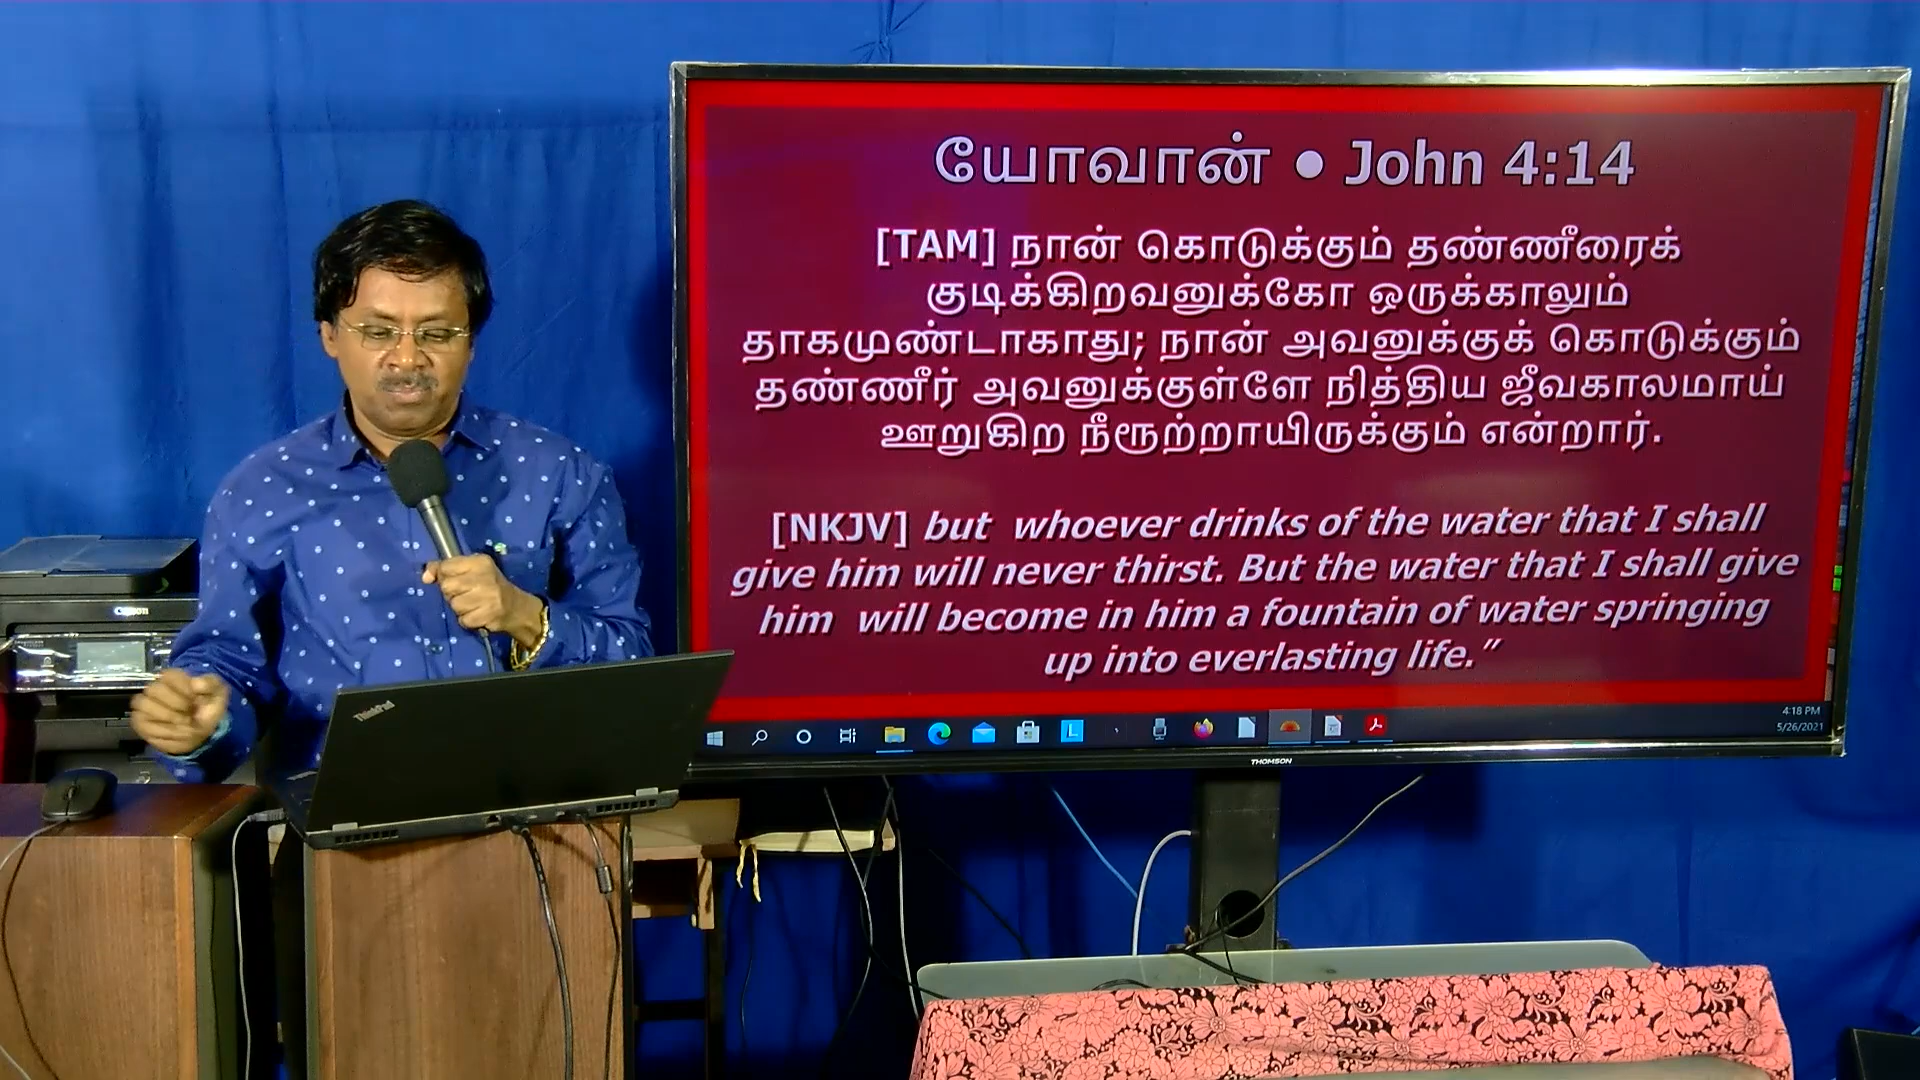 யோவான் • John 4:14
[TAM] நான் கொடுக்கும் தண்ணீரைக்
குடிக்கிறவனுக்கோ ஒருக்காலும்
தாகமுண்டாகாது; நான் அவனுக்குக் கொடுக்கும்
தண்ணீர் அவனுக்குள்ளே நித்திய ஜீவகாலமாய்
ஊறுகிற நீரூற்றாயிருக்கும் என்றார்.
[NKJV] but whoever drinks of the water that I shall
give him will never thirst. But the water that I shall give
him will become in him a fountain of water springing
up into everlasting life.”
4:18 PM
5/26/2021
THOMSON
Canon
ThinkPad